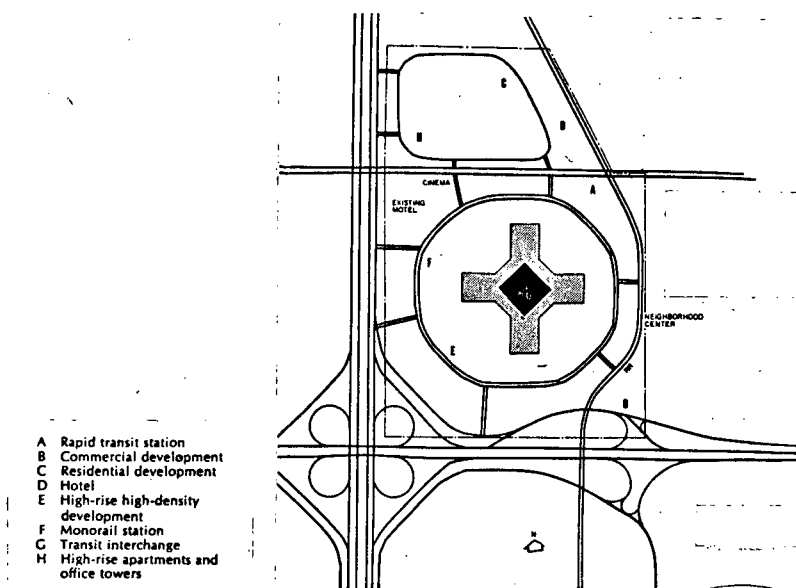 C
B
H
A
CINEMA
EXISTING
MOTEL
F
NEIGHBORHOOD
CENTER
E
A Rapid transit station
B Commercial development
C Residential development
D Hotel
E High-rise high-density
development
F Monorail station
G Transit interchange
H High-rise apartments and
office towers
N